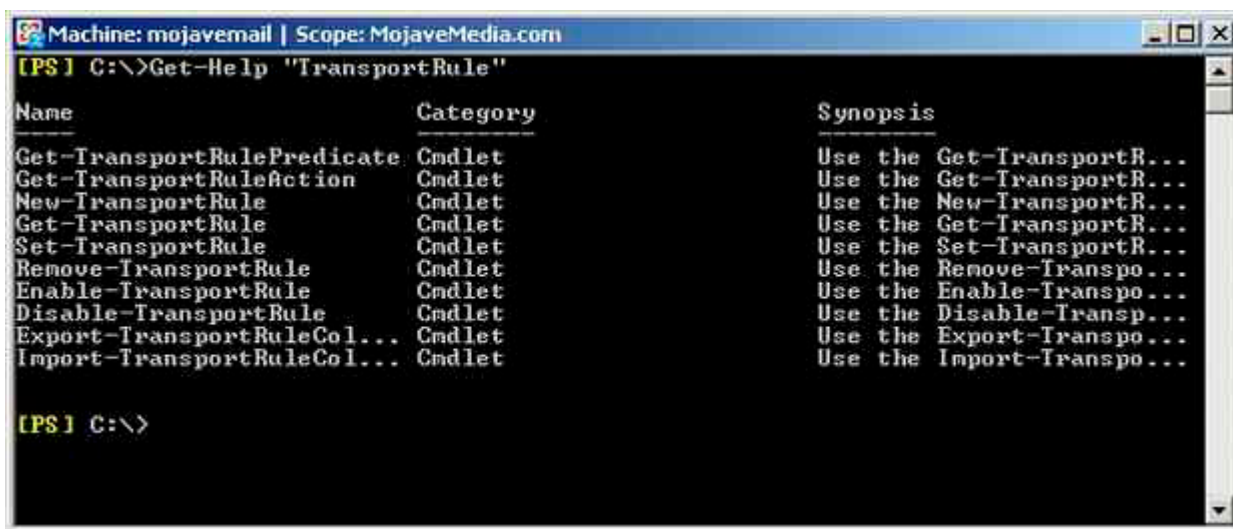 Machine: mojavemail | Scope: MojaveMedia.com
[PS] C:\>Get-Help "TransportRule"
Name Category Synopsis
---- -------- --------
Get-TransportRulePredicate Cmdlet Use the Get-TransportR...
Get-TransportRuleAction Cmdlet Use the Get-TransportR...
New-TransportRule Cmdlet Use the New-TransportR...
Get-TransportRule Cmdlet Use the Get-TransportR...
Set-TransportRule Cmdlet Use the Set-TransportR...
Remove-TransportRule Cmdlet Use the Remove-Transpo...
Enable-TransportRule Cmdlet Use the Enable-Transpo...
Disable-TransportRule Cmdlet Use the Disable-Transp...
Export-TransportRuleCol... Cmdlet Use the Export-Transpo...
Import-TransportRuleCol... Cmdlet Use the Import-Transpo...
[PS] C:\>